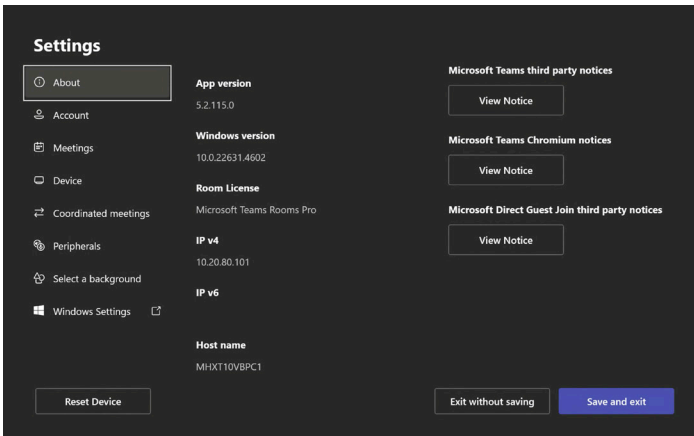 Settings
About
Account
Meetings
Device
Coordinated meetings
Peripherals
Select a background
Windows Settings
App version
5.2.115.0
Windows version
10.0.22631.4602
Room License
Microsoft Teams Rooms Pro
IP v4
10.20.80.101
IP v6
Host name
MHXT10VBPC1
Microsoft Teams third party notices
View Notice
Microsoft Teams Chromium notices
View Notice
Microsoft Direct Guest Join third party notices
View Notice
Reset Device
Exit without saving
Save and exit